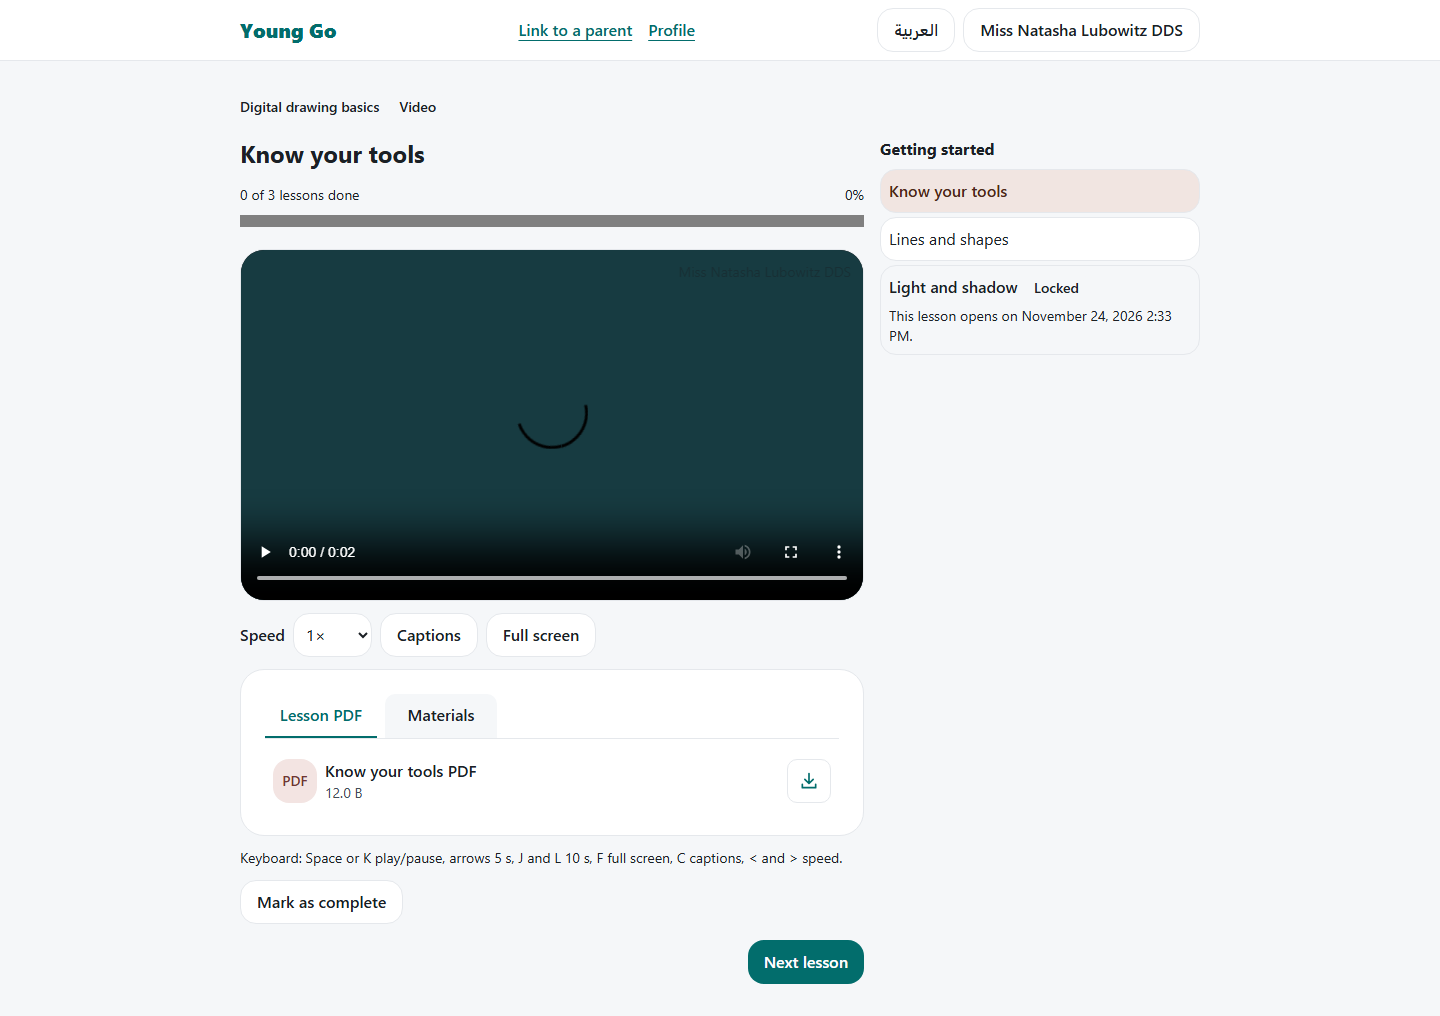 Young Go
Link to a parent
Profile
العربية
Miss Natasha Lubowitz DDS
Digital drawing basics
Video
Know your tools
0 of 3 lessons done
0%
Miss Natasha Lubowitz DDS
0:00 / 0:02
Speed
1×
Captions
Full screen
Lesson PDF
Materials
PDF
Know your tools PDF
12.0 B
Keyboard: Space or K play/pause, arrows 5 s, J and L 10 s, F full screen, C captions, < and > speed.
Mark as complete
Next lesson
Getting started
Know your tools
Lines and shapes
Light and shadow
Locked
This lesson opens on November 24, 2026 2:33
PM.